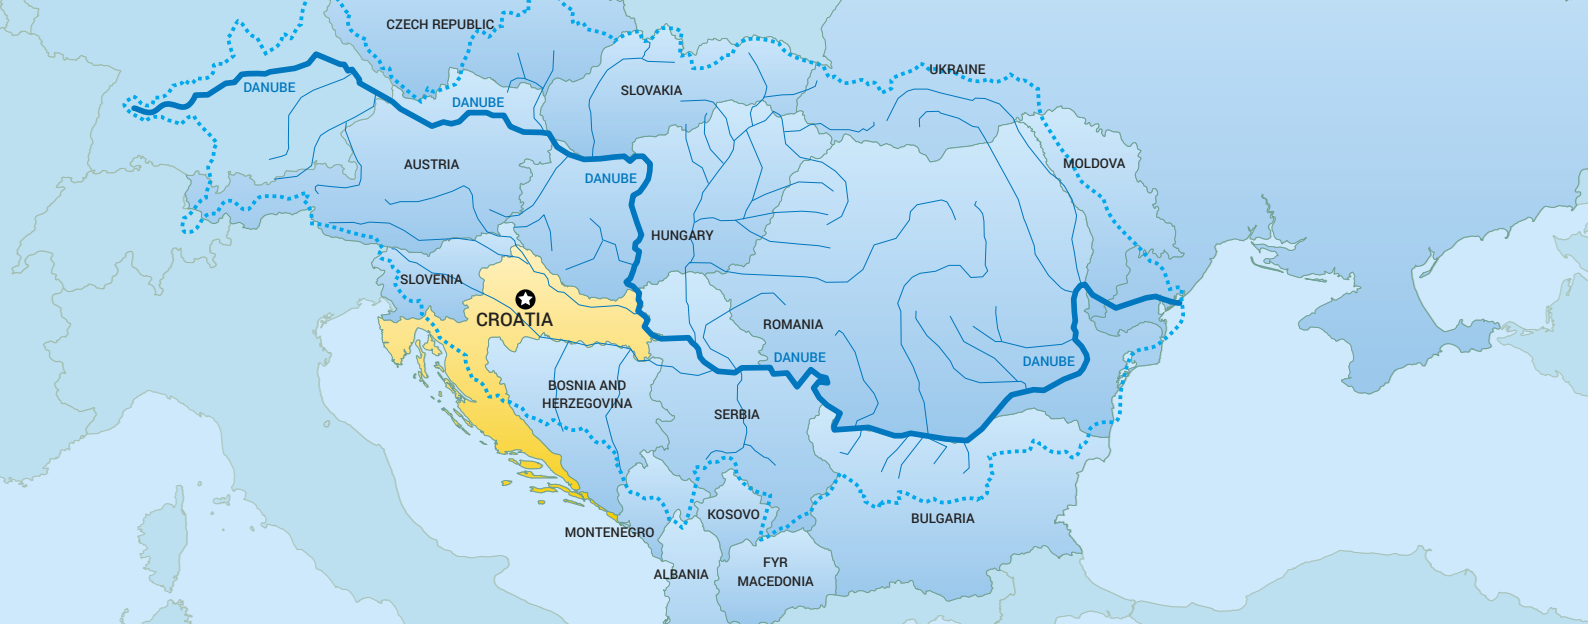 CZECH REPUBLIC
UKRAINE
DANUBE
SLOVAKIA
DANUBE
AUSTRIA
MOLDOVA
DANUBE
HUNGARY
SLOVENIA
CROATIA
ROMANIA
DANUBE
DANUBE
BOSNIA AND
HERZEGOVINA
SERBIA
KOSOVO
BULGARIA
MONTENEGRO
FYR
MACEDONIA
ALBANIA